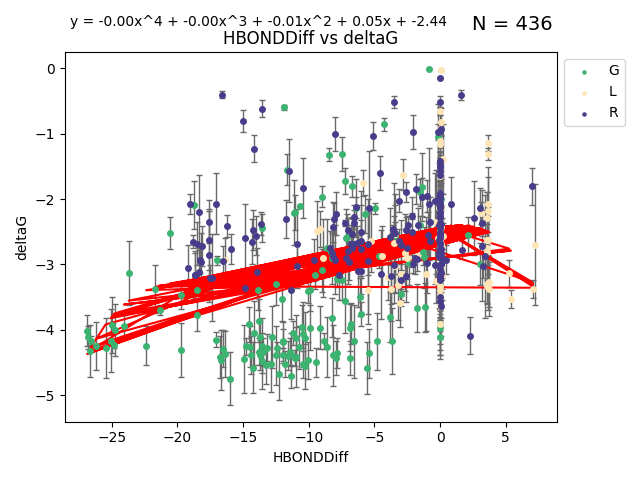 y = -0.00x^4 + -0.00x^3 + -0.01x^2 + 0.05x + -2.44
N = 436
HBONDDiff vs deltaG
G
L
R
deltaG
0
−1
−2
−3
−4
−5
−25
−20
−15
−10
−5
0
5
HBONDDiff